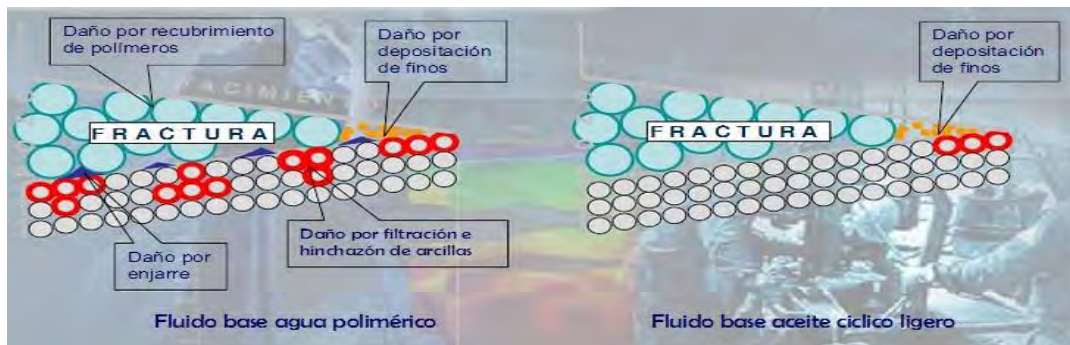 Daño por recubrimiento
de polímeros
Daño por
depositación
de finos
FRACTURA
Daño por
enjarre
Daño por filtración e
hinchazón de arcillas
Fluido base agua polimérico
Daño por
depositación
de finos
FRACTURA
Fluido base aceite ciclico ligero